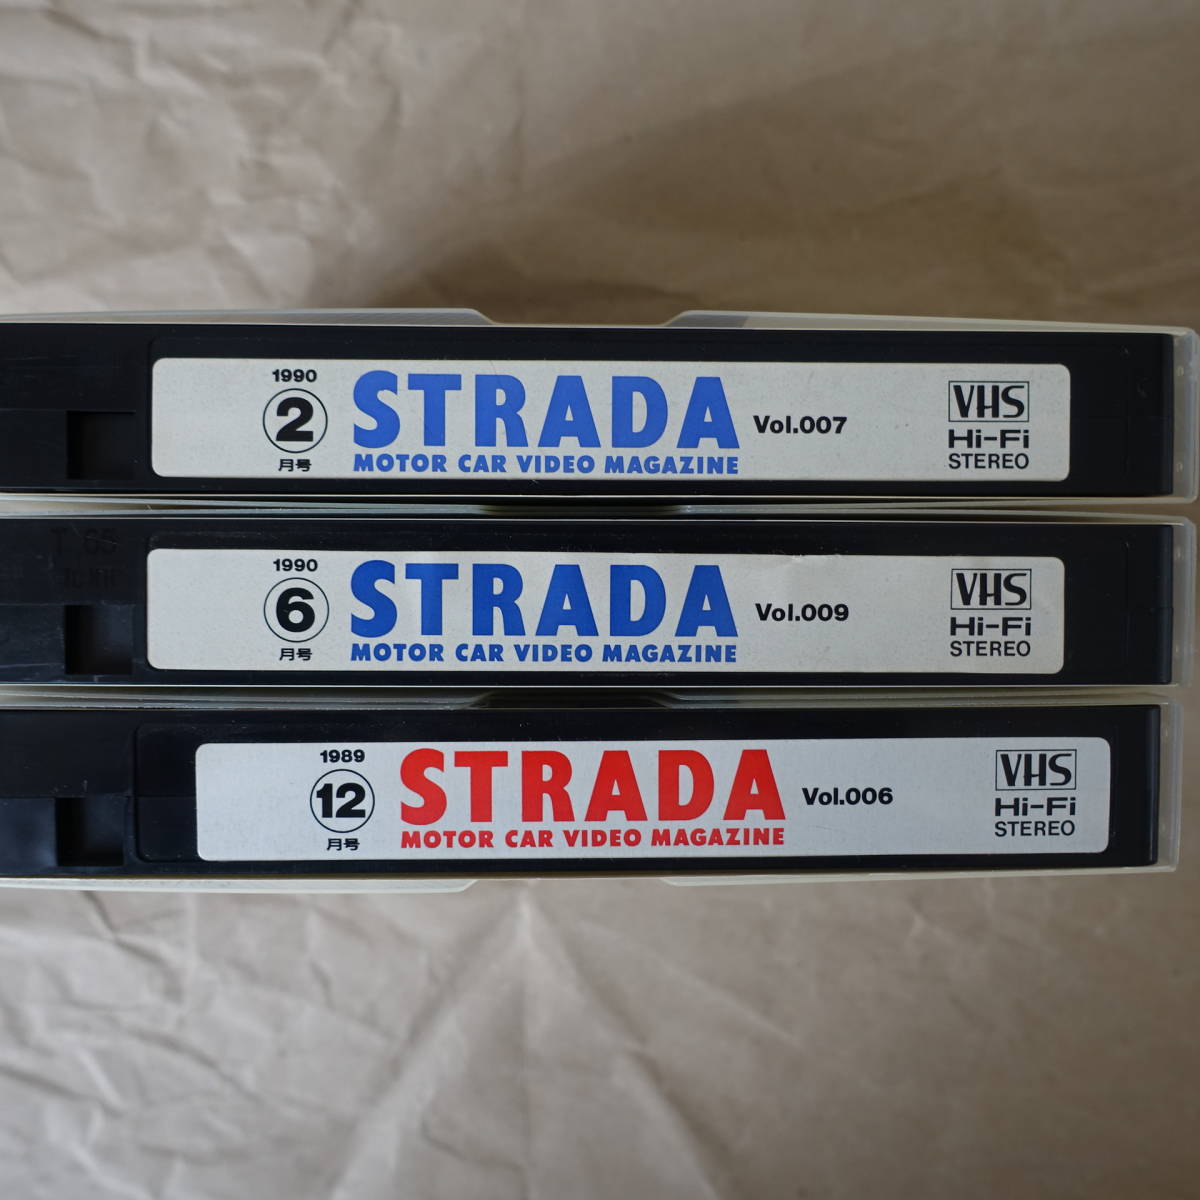 1990
2
月号
STRADA
MOTOR CAR VIDEO MAGAZINE
Vol.007
VHS
Hi-Fi
STEREO
1990
6
月号
STRADA
MOTOR CAR VIDEO MAGAZINE
Vol.009
VHS
Hi-Fi
STEREO
1989
12
月号
STRADA
MOTOR CAR VIDEO MAGAZINE
Vol.006
VHS
Hi-Fi
STEREO